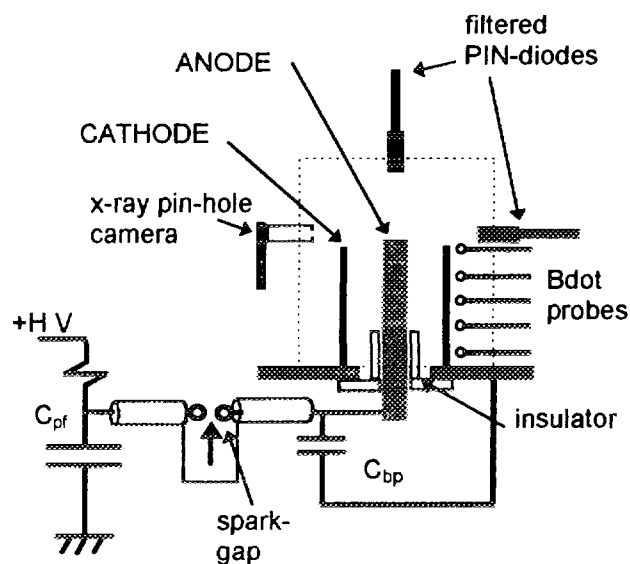 filtered
PIN-diodes
ANODE
CATHODE
x-ray pin-hole
camera
Bdot
probes
+H V
insulator
Cpf
Cbp
spark-
gap